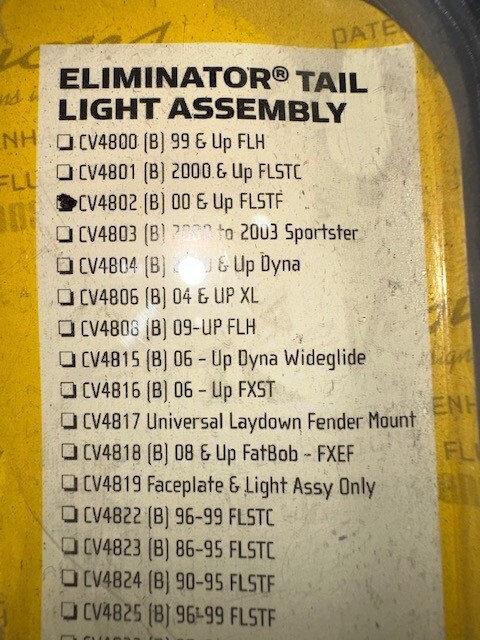 ELIMINATOR® TAIL
LIGHT ASSEMBLY
CV4800 (B) 99 & Up FLH
CV4801 (B) 2000 & Up FLSTC
CV4802 (B) 00 & Up FLSTF
CV4803 (B) to 2003 Sportster
CV4804 (B) & Up Dyna
CV4806 (B) 04 & UP XL
CV4808 (B) 09-UP FLH
CV4815 (B) 06 - Up Dyna Wideglide
CV4816 (B) 06 - Up FXST
CV4817 Universal Laydown Fender Mount
CV4818 (B) 08 & Up FatBob - FXEF
CV4819 Faceplate & Light Assy Only
CV4822 (B) 96-99 FLSTC
CV4823 (B) 86-95 FLSTC
CV4824 (B) 90-95 FLSTF
CV4825 (B) 96-99 FLSTF